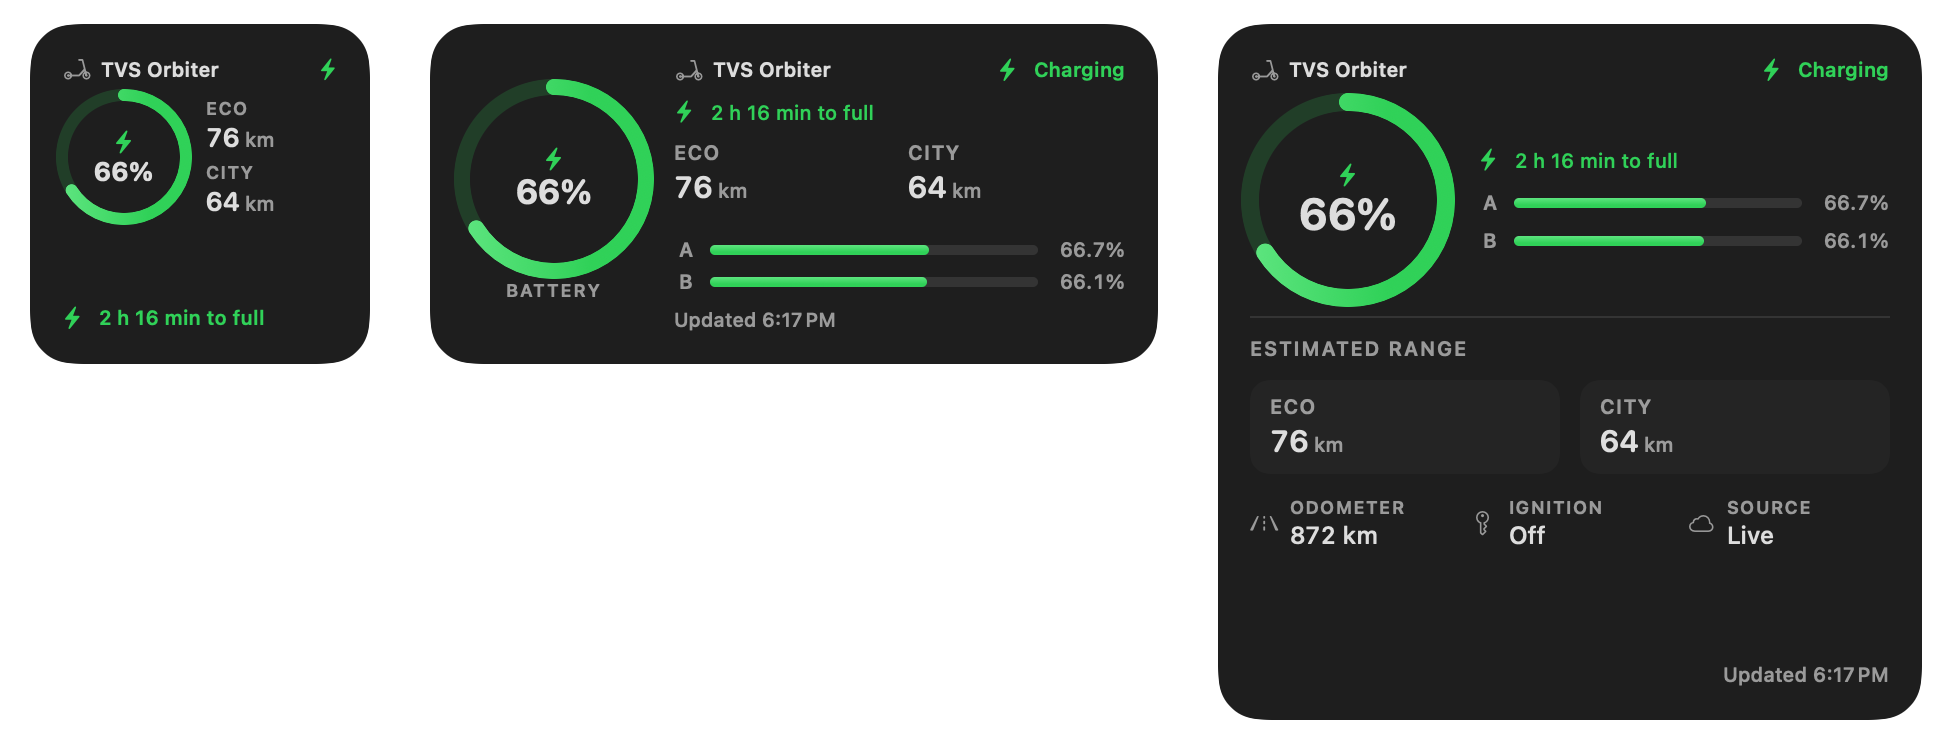 TVS Orbiter
ECO
76 km
66%
CITY
64 km
2 h 16 min to full
TVS Orbiter
Charging
2 h 16 min to full
ECO
CITY
76 km
64 km
66%
BATTERY
A
66.7%
B
66.1%
Updated 6:17 PM
TVS Orbiter
Charging
66%
2 h 16 min to full
A
66.7%
B
66.1%
ESTIMATED RANGE
ECO
76 km
CITY
64 km
ODOMETER
872 km
IGNITION
Off
SOURCE
Live
Updated 6:17 PM